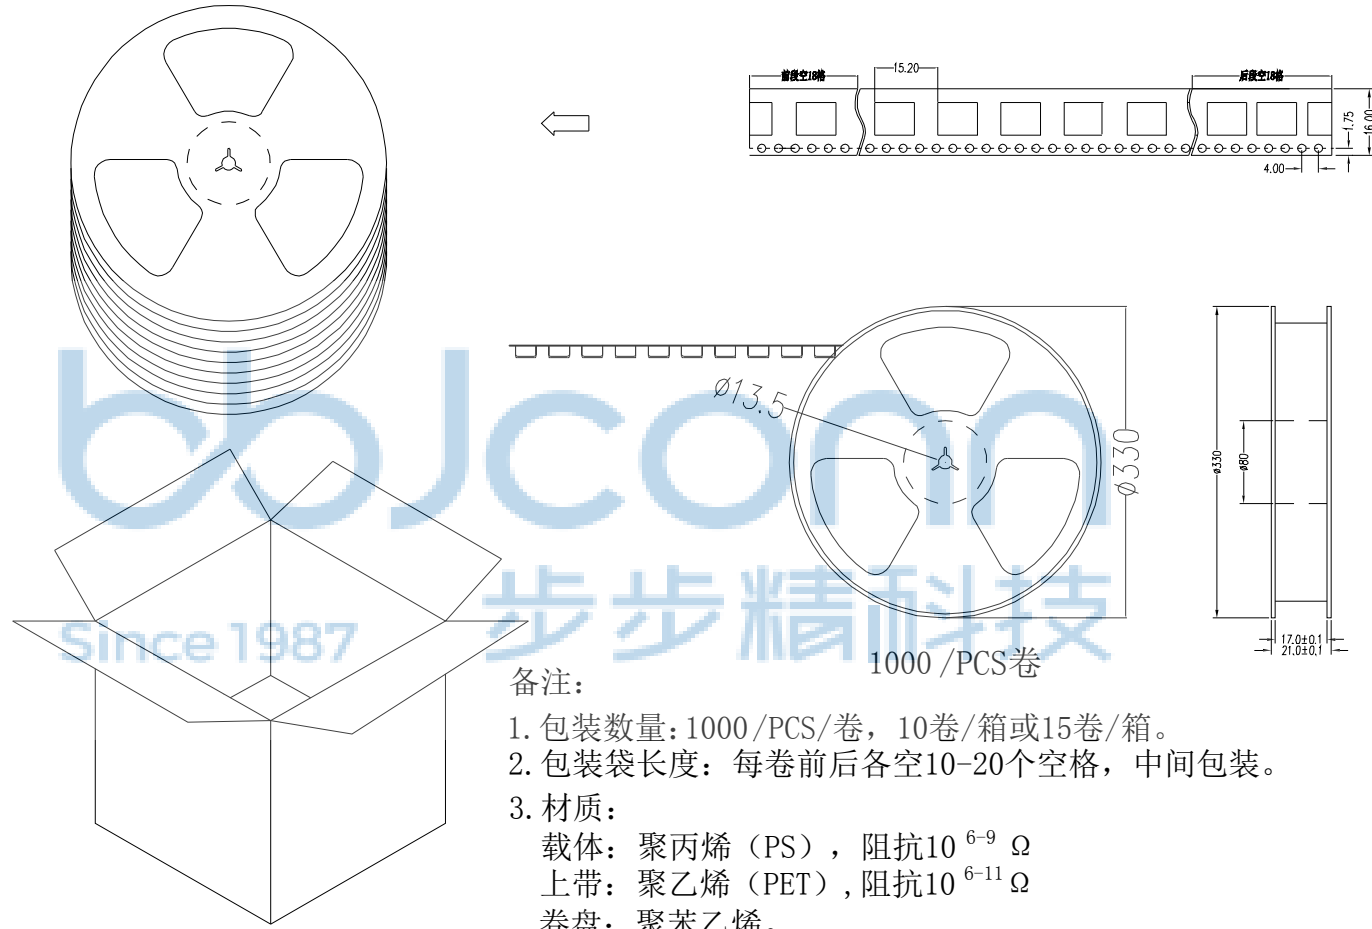 前段空18格
15.20
后段空18格
1.75
16.00
4.00
ø13.5
ø330
ø330
ø80
17.0±0.1
21.0±0.1
bbjconn
步步精科技
Since 1987
1000/PCS卷
备注：
1.包装数量:1000/PCS/卷，10卷/箱或15卷/箱。
2.包装袋长度：每卷前后各空10-20个空格，中间包装。
3.材质：
载体：聚丙烯（PS），阻抗10 6-9 Ω
上带：聚乙烯（PET）,阻抗10 6-11 Ω
卷盘：聚苯乙烯。